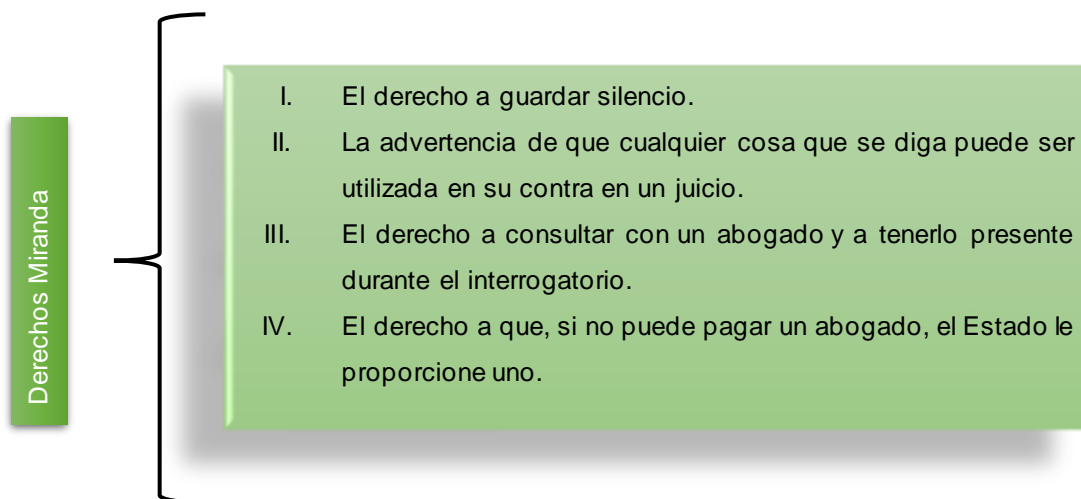 Derechos Miranda
I. El derecho a guardar silencio.
II. La advertencia de que cualquier cosa que se diga puede ser
utilizada en su contra en un juicio.
III. El derecho a consultar con un abogado y a tenerlo presente
durante el interrogatorio.
IV. El derecho a que, si no puede pagar un abogado, el Estado le
proporcione uno.